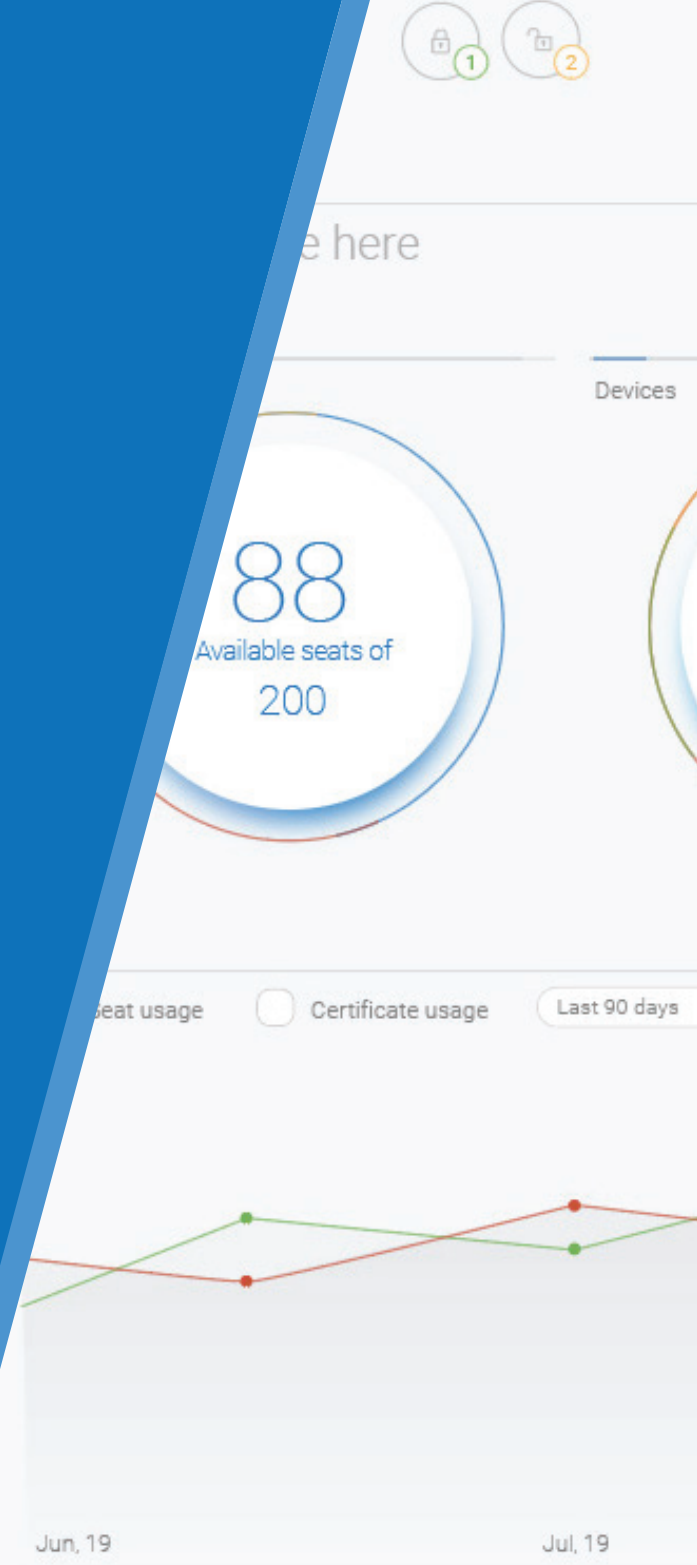 1 2
e here
Devices
88
Available seats of
200
Seat usage Certificate usage Last 90 days
Jun, 19 Jul, 19